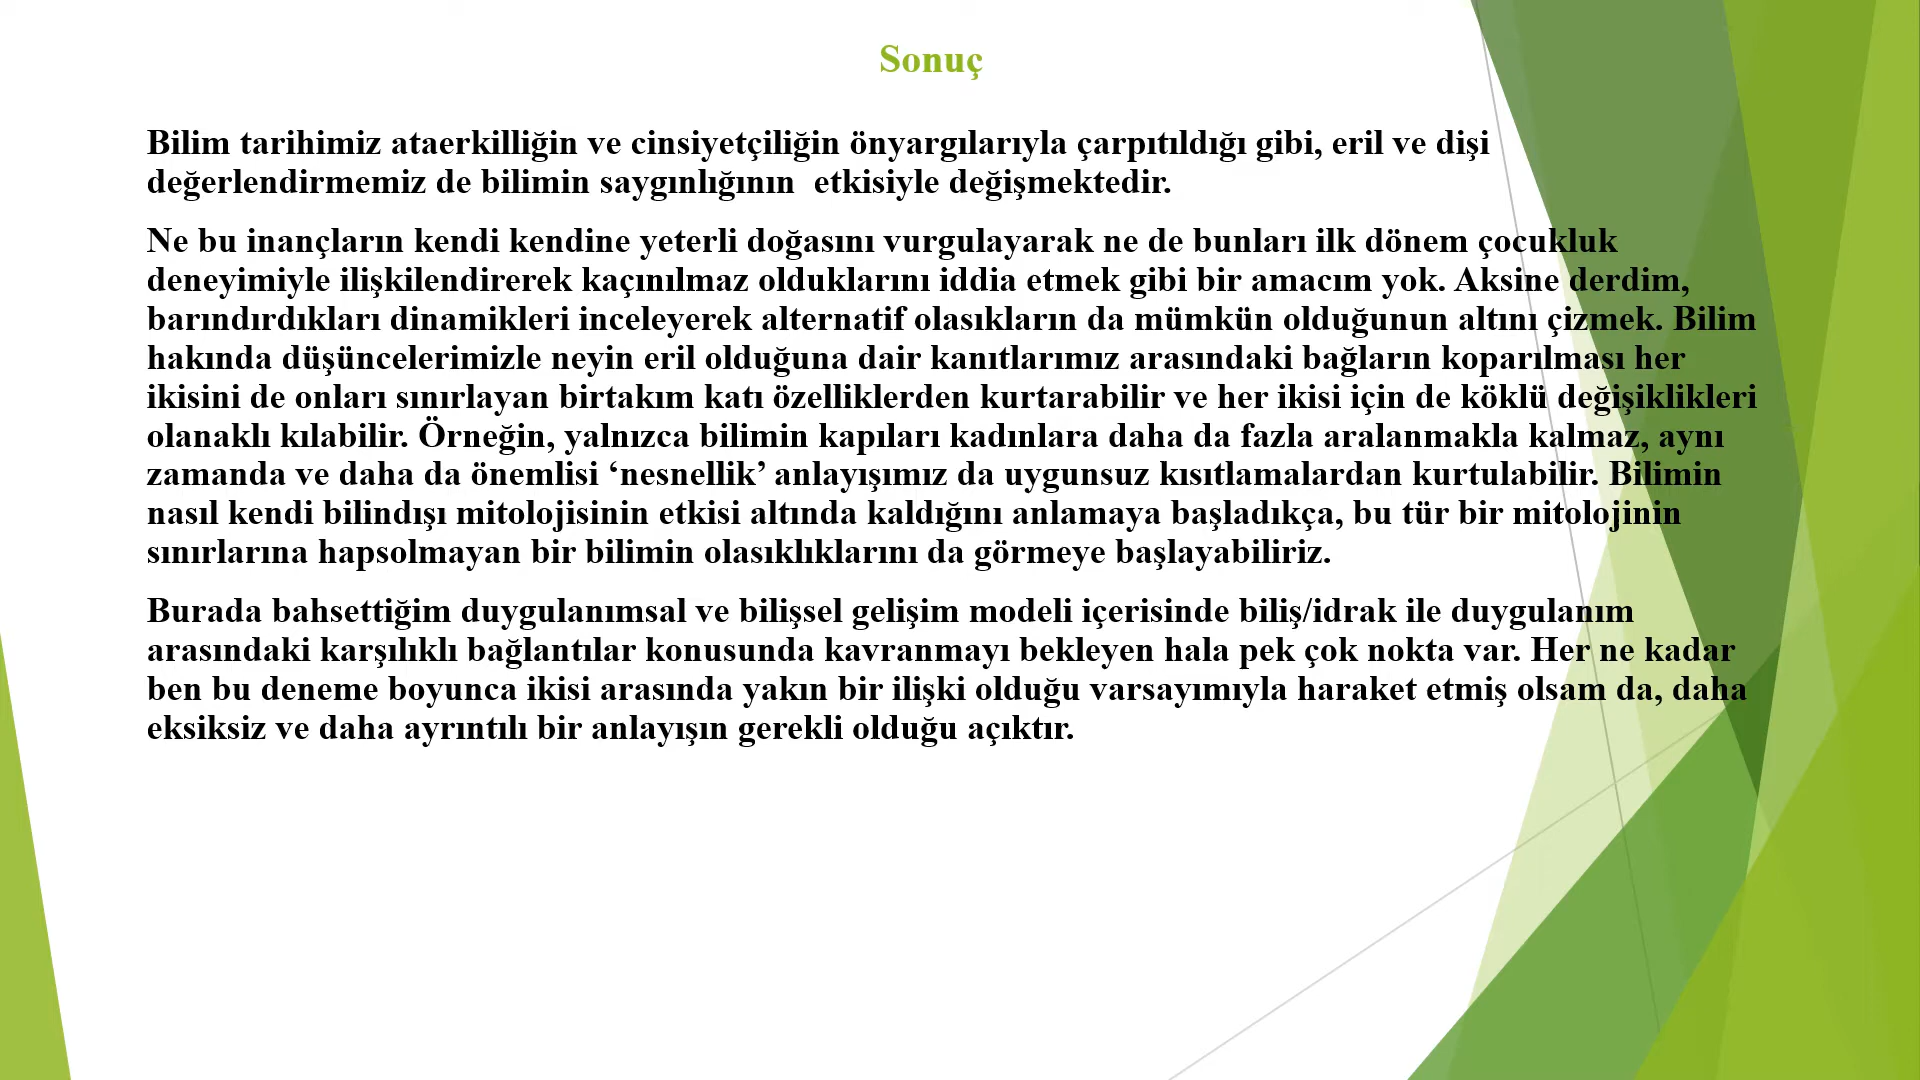 Sonuç
Bilim tarihimiz ataerkilliğin ve cinsiyetçiliğin önyargılarıyla çarpıtıldığı gibi, eril ve dişi
değerlendirmemiz de bilimin saygınlığının  etkisiyle değişmektedir.
Ne bu inançların kendi kendine yeterli doğasını vurgulayarak ne de bunları ilk dönem çocukluk
deneyimiyle ilişkilendirerek kaçınılmaz olduklarını iddia etmek gibi bir amacım yok. Aksine derdim,
barındırdıkları dinamikleri inceleyerek alternatif olasıkların da mümkün olduğunun altını çizmek. Bilim
hakında düşüncelerimizle neyin eril olduğuna dair kanıtlarımız arasındaki bağların koparılması her
ikisini de onları sınırlayan birtakım katı özelliklerden kurtarabilir ve her ikisi için de köklü değişiklikleri
olanaklı kılabilir. Örneğin, yalnızca bilimin kapıları kadınlara daha da fazla aralanmakla kalmaz, aynı
zamanda ve daha da önemlisi ‘nesnellik’ anlayışımız da uygunsuz kısıtlamalardan kurtulabilir. Bilimin
nasıl kendi bilindışı mitolojisinin etkisi altında kaldığını anlamaya başladıkça, bu tür bir mitolojinin
sınırlarına hapsolmayan bir bilimin olasıklıklarını da görmeye başlayabiliriz.
Burada bahsettiğim duygulanımsal ve bilişsel gelişim modeli içerisinde biliş/idrak ile duygulanım
arasındaki karşılıklı bağlantılar konusunda kavranmayı bekleyen hala pek çok nokta var. Her ne kadar
ben bu deneme boyunca ikisi arasında yakın bir ilişki olduğu varsayımıyla haraket etmiş olsam da, daha
eksiksiz ve daha ayrıntılı bir anlayışın gerekli olduğu açıktır.